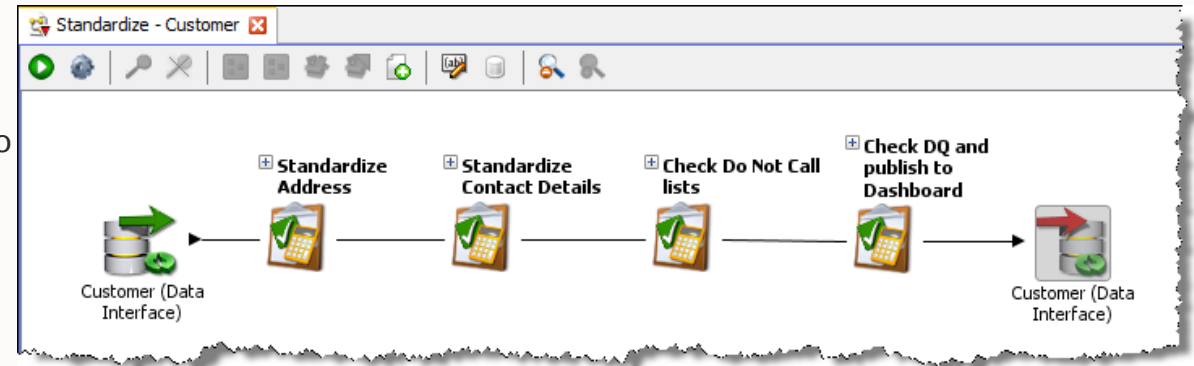 Standardize - Customer
[ab]
o
Standardize
Address
Standardize
Contact Details
Check Do Not Call
lists
Check DQ and
publish to
Dashboard
Customer (Data
Interface)
Customer (Data
Interface)